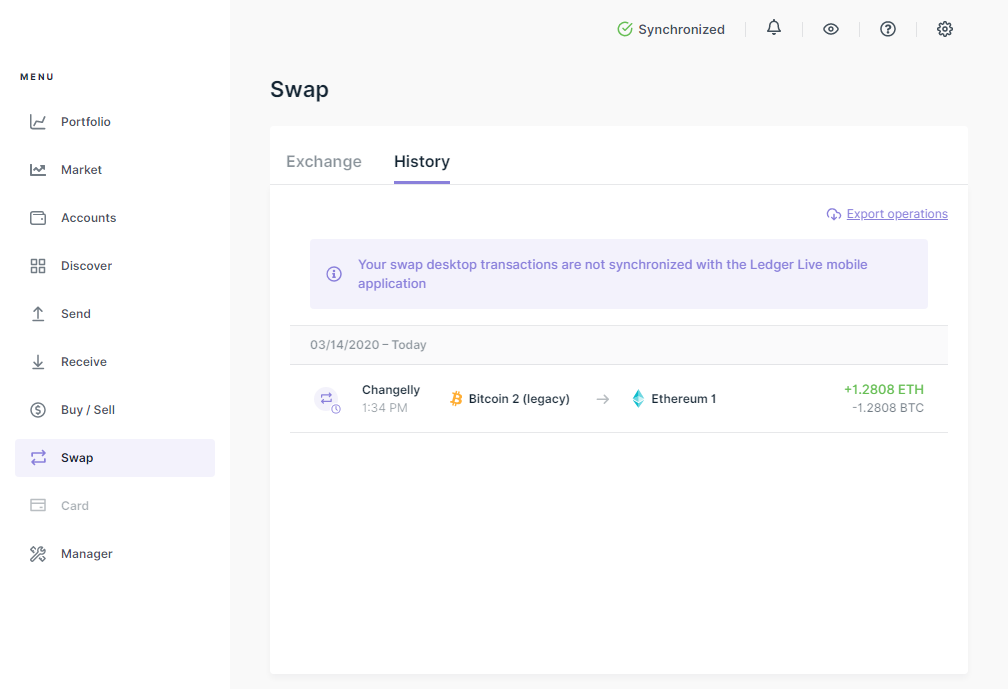 Synchronized
MENU
Portfolio
Market
Accounts
Discover
Send
Receive
Buy / Sell
Swap
Card
Manager
Swap
Exchange
History
Export operations
Your swap desktop transactions are not synchronized with the Ledger Live mobile
application
03/14/2020 – Today
Changelly
1:34 PM
Bitcoin 2 (legacy)
Ethereum 1
+1.2808 ETH
-1.2808 BTC